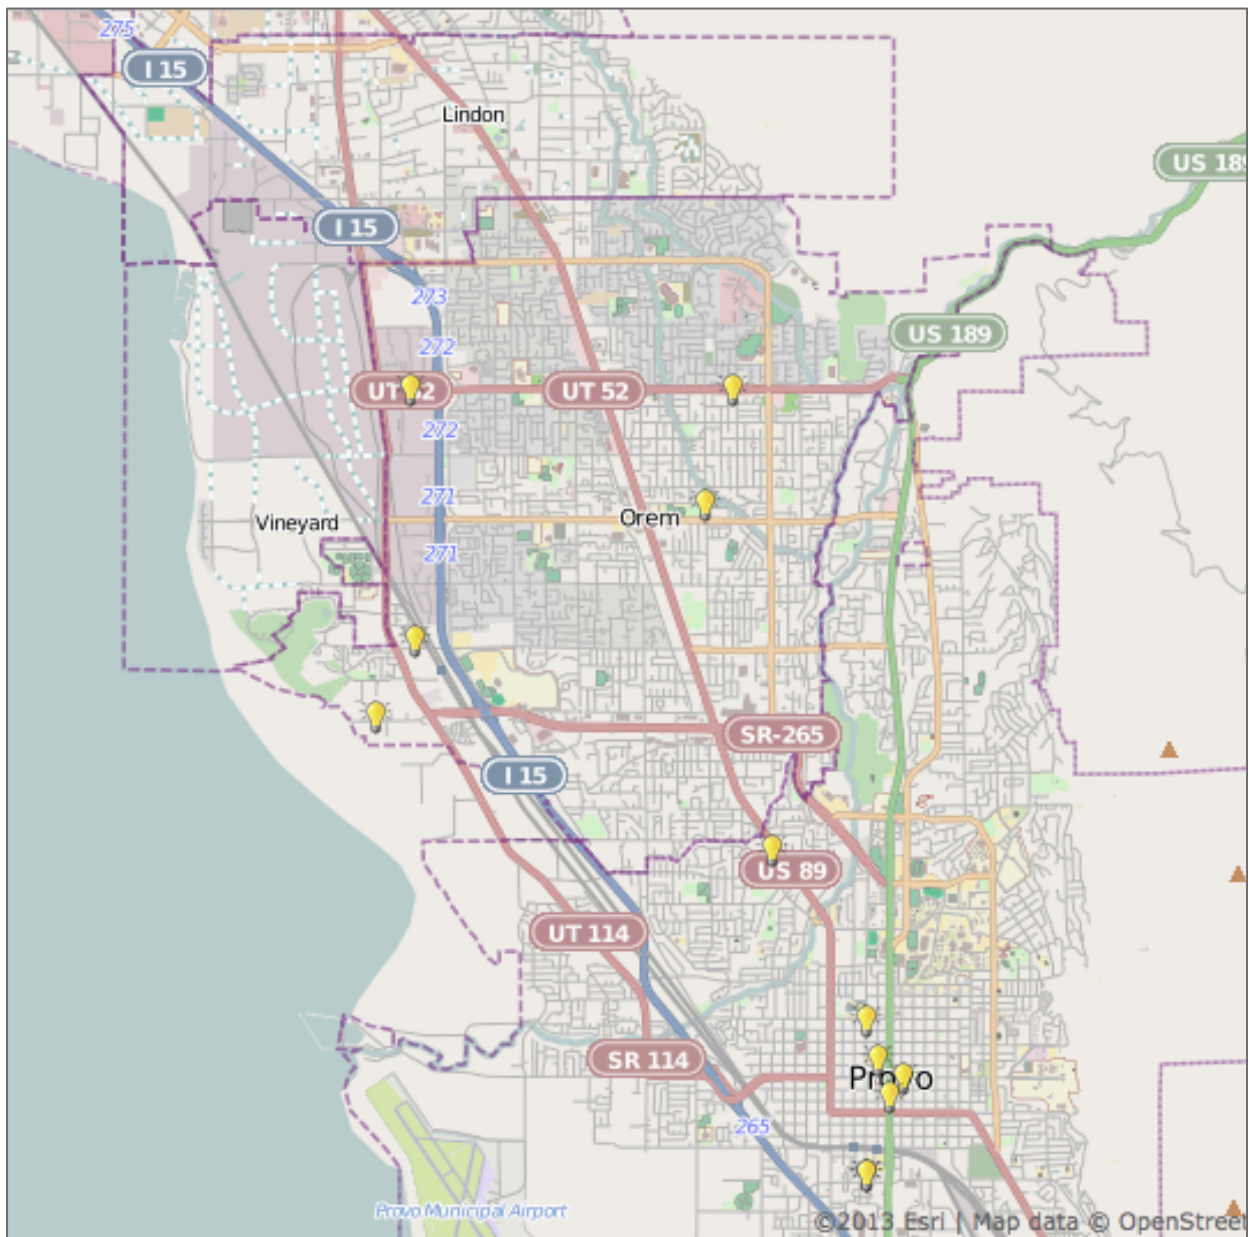 275
I 15
Lindon
US 189
I 15
273
US 189
272
UT 52
UT 52
272
271
Vineyard
Orem
271
SR-265
I 15
US 89
UT 114
SR 114
Provo
265
Provo Municipal Airport
©2013 Esri | Map data © OpenStreet